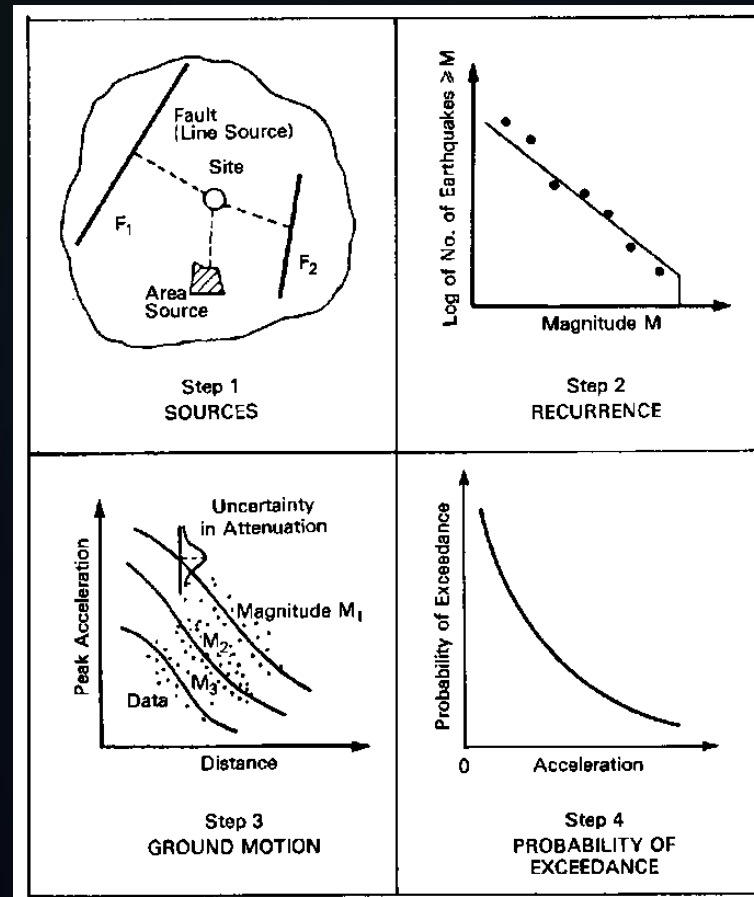 Fault
(Line Source)
Site
F1
F2
Area
Source
Step 1
SOURCES
Log of No. of Earthquakes ≥ M
Magnitude M
Step 2
RECURRENCE
Uncertainty
in Attenuation
Peak Acceleration
Magnitude M1
M2
M3
Data
Distance
Step 3
GROUND MOTION
Probability of Exceedance
0
Acceleration
Step 4
PROBABILITY OF
EXCEEDANCE